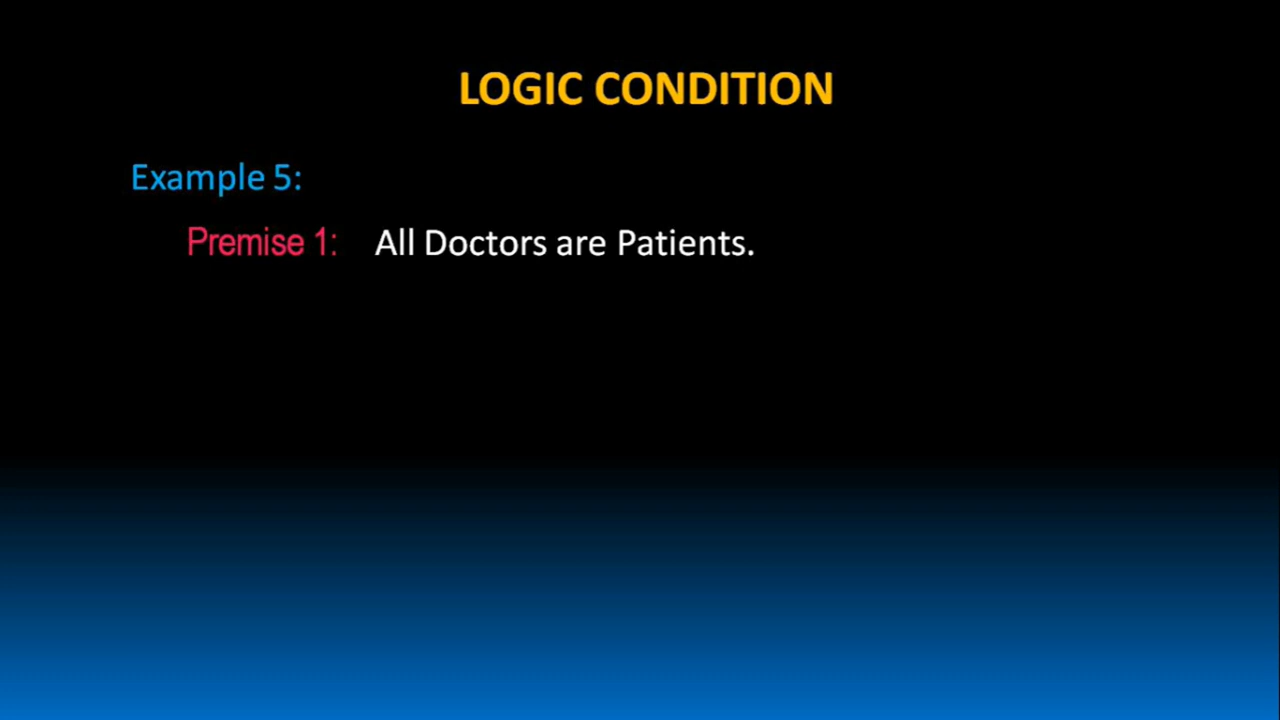 LOGIC CONDITION
Example 5:
Premise 1: All Doctors are Patients.